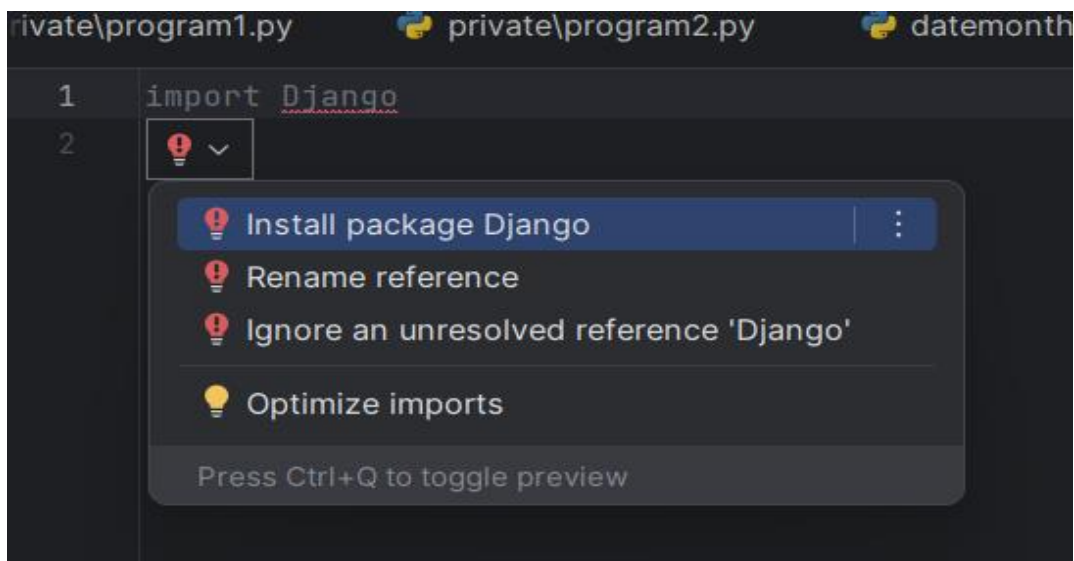 rivate\program1.py private\program2.py datemonth
1 import Django
2
Install package Django
Rename reference
Ignore an unresolved reference 'Django'
Optimize imports
Press Ctrl+Q to toggle preview